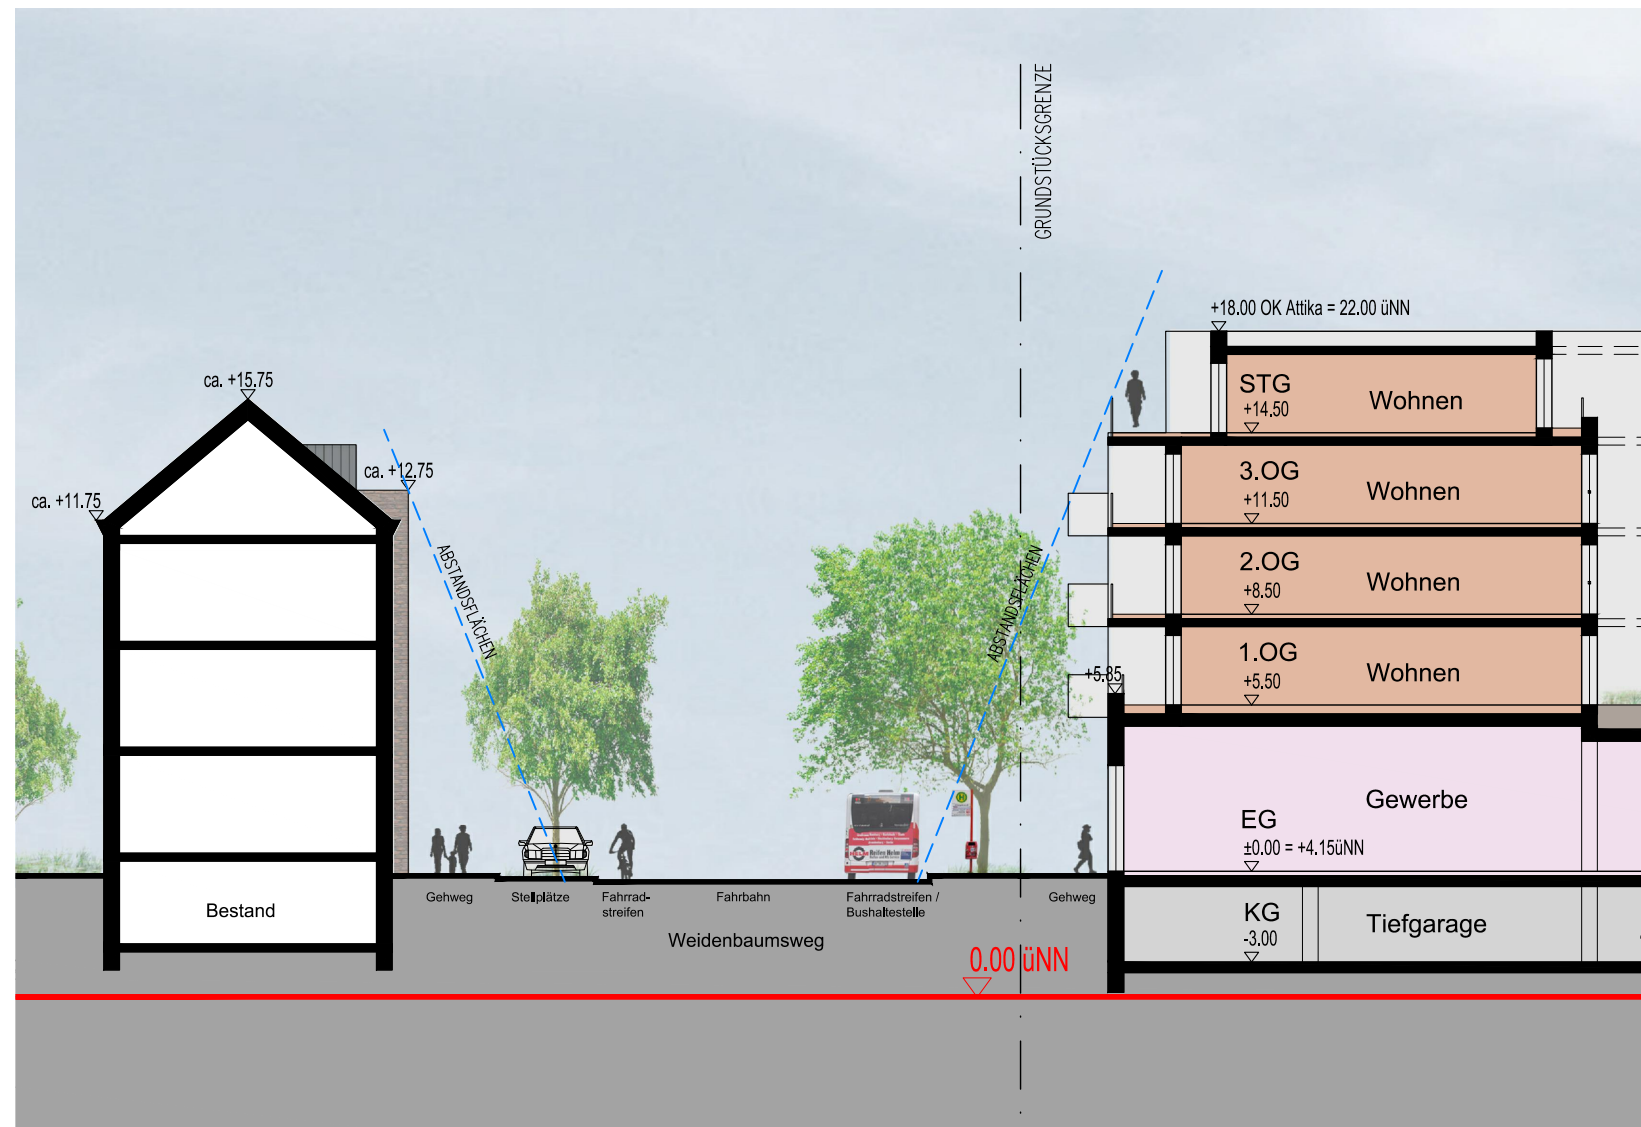 GRUNDSTÜCKSGRENZE
+18.00 OK Attika = 22.00 üNN
ca. +15.75
ca. +12.75
ca. +11.75
ABSTANDSFLÄCHEN
ABSTANDSFLÄCHEN
STG
+14.50
Wohnen
3.OG
+11.50
Wohnen
2.OG
+8.50
Wohnen
1.OG
+5.50
Wohnen
+5.85
Gewerbe
EG
±0.00 = +4.15üNN
H
KG
-3.00
Tiefgarage
Bestand
Gehweg
Stellplätze
Fahrrad-
streifen
Fahrbahn
Fahrradstreifen /
Bushaltestelle
Gehweg
Weidenbaumsweg
0.00 üNN